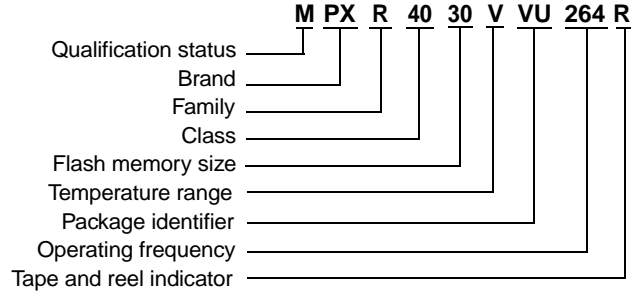 M PX R 40 30 V VU 264 R
Qualification status
Brand
Family
Class
Flash memory size
Temperature range
Package identifier
Operating frequency
Tape and reel indicator